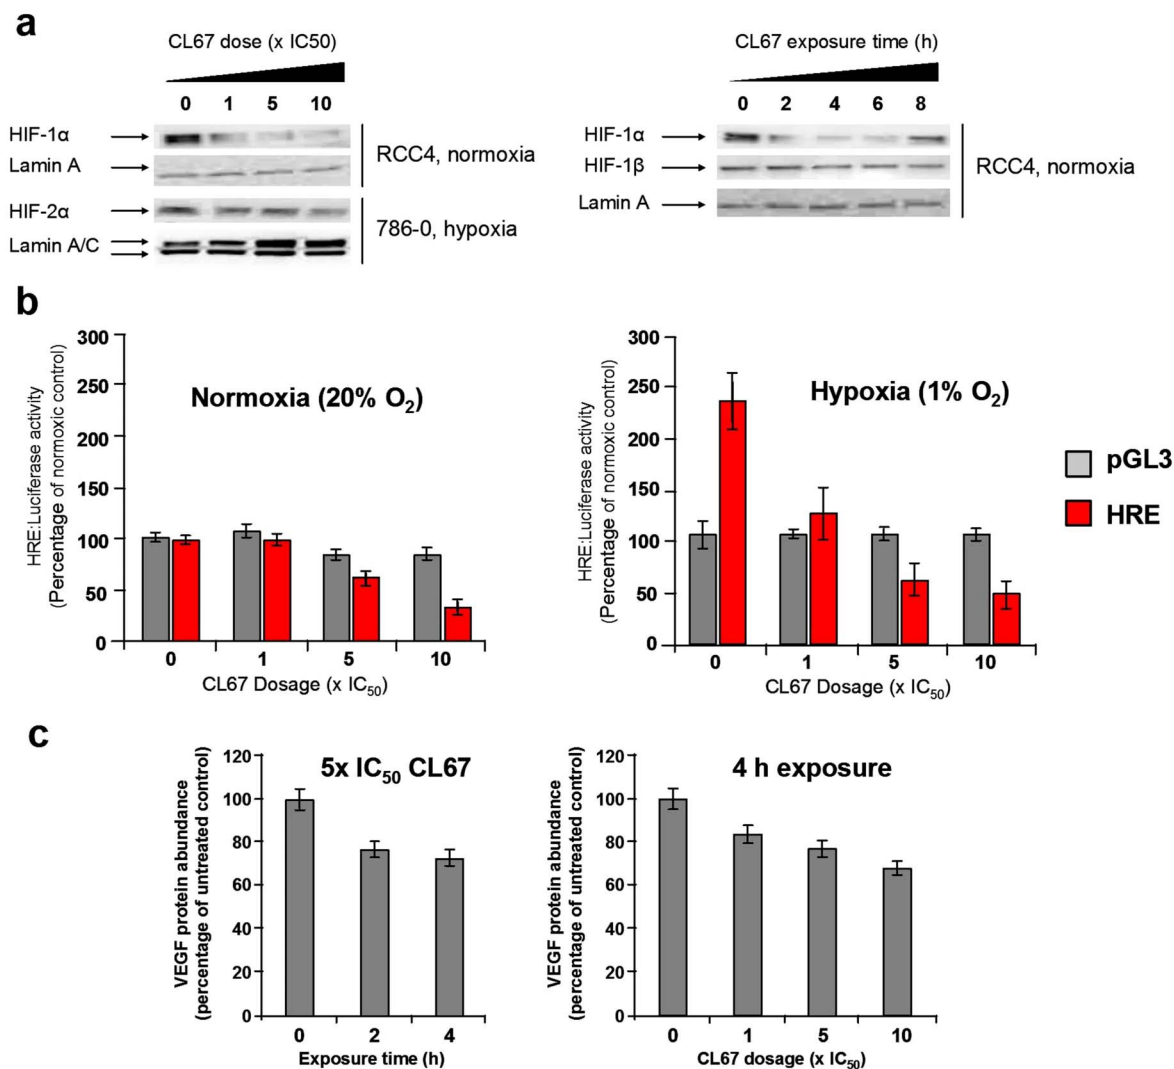 a
CL67 dose (x IC50)
0 1 5 10
HIF-1α
Lamin A
RCC4, normoxia
HIF-2α
Lamin A/C
786-0, hypoxia
CL67 exposure time (h)
0 2 4 6 8
HIF-1α
HIF-1β
Lamin A
RCC4, normoxia
b
HRE:Luciferase activity
(Percentage of normoxic control)
300
250
200
150
100
50
0
Normoxia (20% O₂)
0 1 5 10
CL67 Dosage (x IC₅₀)
HRE:Luciferase activity
(Percentage of normoxic control)
300
250
200
150
100
50
0
Hypoxia (1% O₂)
0 1 5 10
CL67 Dosage (x IC₅₀)
pGL3
HRE
c
VEGF protein abundance
(percentage of untreated control)
120
100
80
60
40
20
0
5x IC₅₀ CL67
0 2 4
Exposure time (h)
VEGF protein abundance
(percentage of untreated control)
120
100
80
60
40
20
0
4 h exposure
0 1 5 10
CL67 dosage (x IC₅₀)